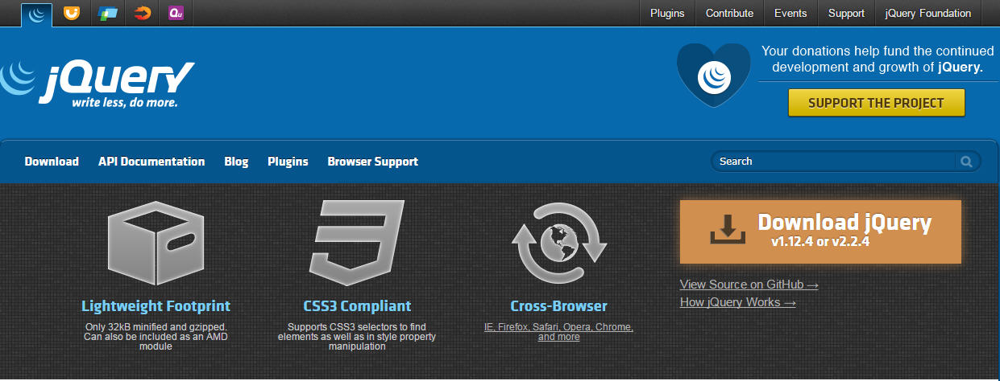 Qu
Plugins
Contribute
Events
Support
jQuery Foundation
jQuery
write less, do more.
Your donations help fund the continued
development and growth of jQuery.
SUPPORT THE PROJECT
Download
API Documentation
Blog
Plugins
Browser Support
Search
Lightweight Footprint
Only 32kB minified and gzipped.
Can also be included as an AMD
module
CSS3 Compliant
Supports CSS3 selectors to find
elements as well as in style property
manipulation
Cross-Browser
IE, Firefox, Safari, Opera, Chrome,
and more
Download jQuery
v1.12.4 or v2.2.4
View Source on GitHub →
How jQuery Works →